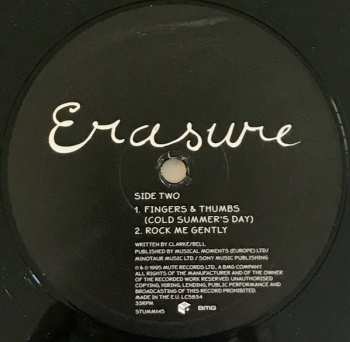 Erasure
SIDE TWO
1. FINGERS & THUMBS
(COLD SUMMER'S DAY)
2. ROCK ME GENTLY
WRITTEN BY CLARKE/BELL
PUBLISHED BY MUSICAL MOMENTS (EUROPE) LTD/
MINOTAUR MUSIC LTD / SONY MUSIC PUBLISHING
℗ & © 1995 MUTE RECORDS LTD, A BMG COMPANY
ALL RIGHTS OF THE MANUFACTURER AND OF THE OWNER
OF THE RECORDED WORK RESERVED. UNAUTHORISED
COPYING, HIRING, LENDING, PUBLIC PERFORMANCE AND
BROADCASTING OF THIS RECORD PROHIBITED.
MADE IN THE E.U. LC5834
33RPM
STUMM145
BMG